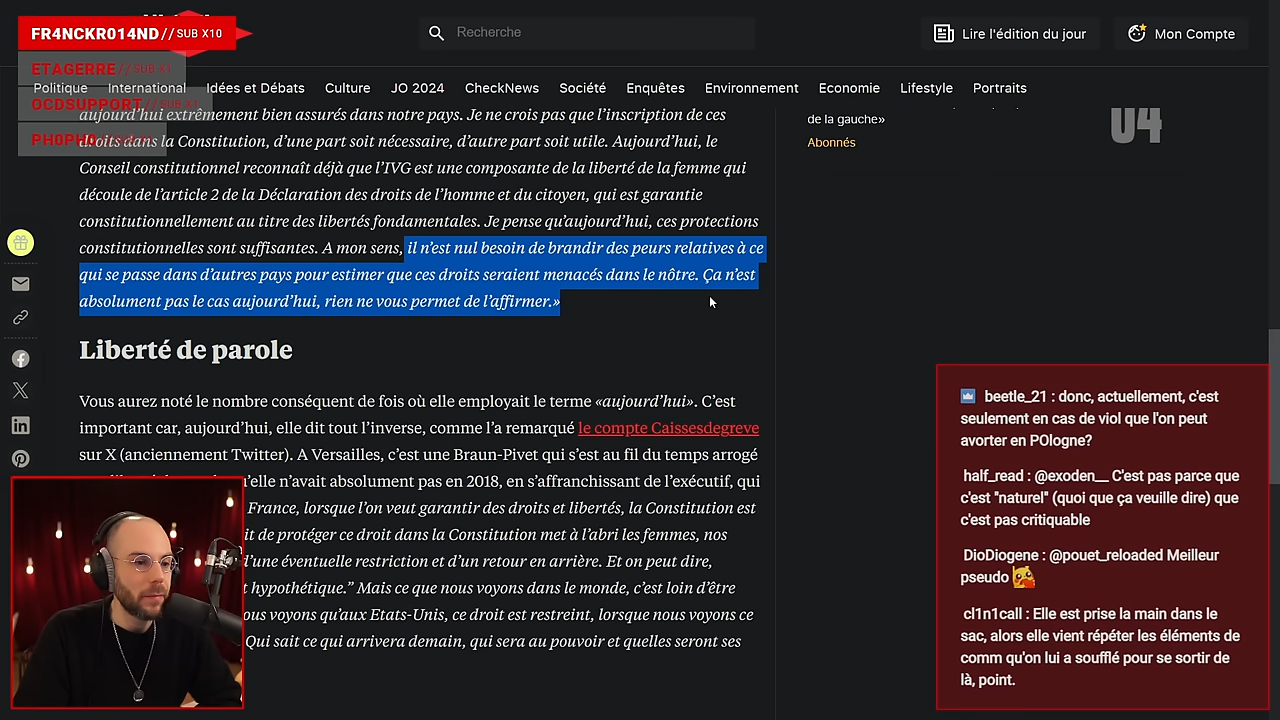 FR4NCKR014ND // SUB X10
ETAGERRE // SUB X1
OCDSUPPORT // SUB X1
PH0PH0
Recherche
Lire l'édition du jour
Mon Compte
Politique International Idées et Débats Culture JO 2024 CheckNews Société Enquêtes Environnement Economie Lifestyle Portraits
aujourd’hui extrêmement bien assurés dans notre pays. Je ne crois pas que l’inscription de ces
droits dans la Constitution, d’une part soit nécessaire, d’autre part soit utile. Aujourd’hui, le
Conseil constitutionnel reconnaît déjà que l’IVG est une composante de la liberté de la femme qui
découle de l’article 2 de la Déclaration des droits de l’homme et du citoyen, qui est garantie
constitutionnellement au titre des libertés fondamentales. Je pense qu’aujourd’hui, ces protections
constitutionnelles sont suffisantes. A mon sens, il n’est nul besoin de brandir des peurs relatives à ce
qui se passe dans d’autres pays pour estimer que ces droits seraient menacés dans le nôtre. Ça n’est
absolument pas le cas aujourd’hui, rien ne vous permet de l’affirmer.»
Liberté de parole
Vous aurez noté le nombre conséquent de fois où elle employait le terme «aujourd’hui». C’est
important car, aujourd’hui, elle dit tout l’inverse, comme l’a remarqué le compte Caissesdegreve
sur X (anciennement Twitter). A Versailles, c’est une Braun-Pivet qui s’est au fil du temps arrogé
qu’elle n’avait absolument pas en 2018, en s’affranchissant de l’exécutif, qui
France, lorsque l’on veut garantir des droits et libertés, la Constitution est
it de protéger ce droit dans la Constitution met à l’abri les femmes, nos
d’une éventuelle restriction et d’un retour en arrière. Et on peut dire,
t hypothétique.” Mais ce que nous voyons dans le monde, c’est loin d’être
ous voyons qu’aux Etats-Unis, ce droit est restreint, lorsque nous voyons ce
Qui sait ce qui arrivera demain, qui sera au pouvoir et quelles seront ses
de la gauche»
Abonnés
U4
beetle_21 : donc, actuellement, c'est
seulement en cas de viol que l'on peut
avorter en POlogne?
half_read : @exoden__ C'est pas parce que
c'est "naturel" (quoi que ça veuille dire) que
c'est pas critiquable
DioDiogene : @pouet_reloaded Meilleur
pseudo
cl1n1call : Elle est prise la main dans le
sac, alors elle vient répéter les éléments de
comm qu'on lui a soufflé pour se sortir de
là, point.